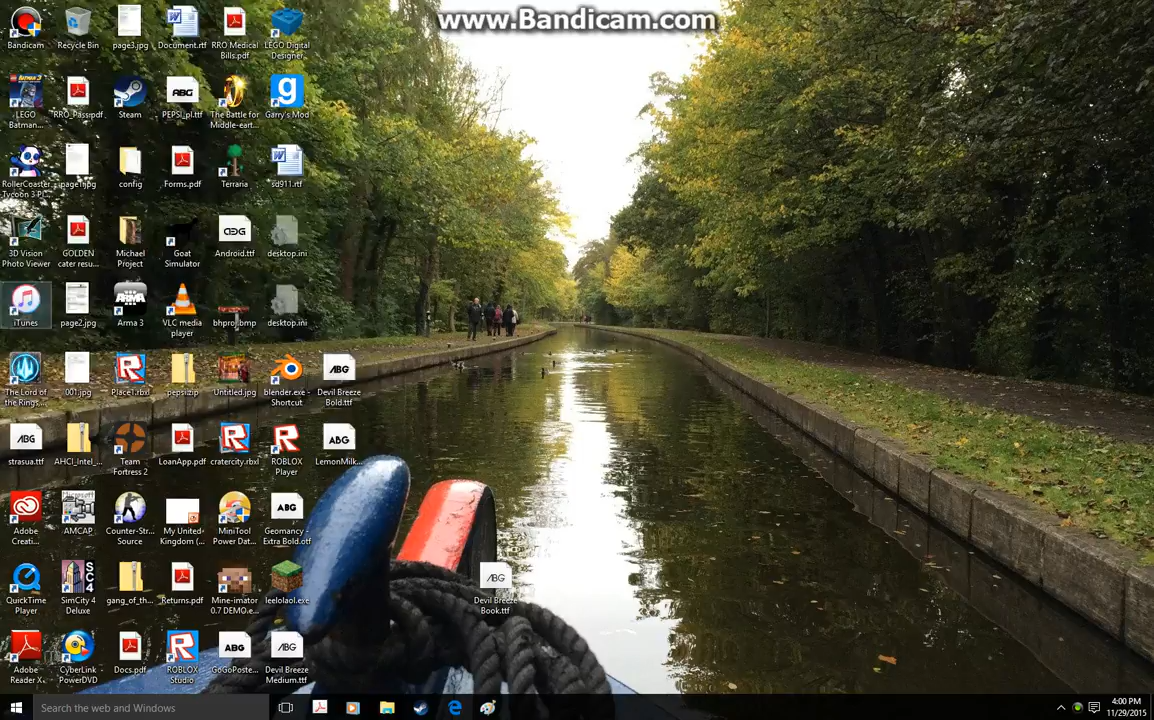 www.Bandicam.com
Bandicam
Recycle Bin
page3.jpg
Document.rtf
RRO Medical
Bills.pdf
LEGO Digital
Designer
LEGO
Batman...
RRO_Pass.pdf
Steam
PEPSI_pl.ttf
The Battle for
Middle-eart...
Garry's Mod
RollerCoaster
Tycoon 3 Pl...
page1.jpg
config
Forms.pdf
Terraria
sd911.rtf
3D Vision
Photo Viewer
GOLDEN
cater resu...
Michael
Project
Goat
Simulator
Android.ttf
desktop.ini
iTunes
page2.jpg
Arma 3
VLC media
player
bhproj.bmp
desktop.ini
The Lord of
the Rings,...
001.jpg
Place1.rbxl
pepsi.zip
Untitled.jpg
blender.exe -
Shortcut
Devil Breeze
Bold.ttf
strasua.ttf
AHCI_Intel_...
Team
Fortress 2
LoanApp.pdf
cratercity.rbxl
ROBLOX
Player
LemonMilk...
Adobe
Creati...
AMCAP
Counter-Str...
Source
My United-
Kingdom (...
MiniTool
Power Dat...
Geomancy -
Extra Bold.otf
QuickTime
Player
SimCity 4
Deluxe
gang_of_th...
Returns.pdf
Mine-imator
0.7 DEMO.e...
leelolaol.exe
Devil Breeze
Book.ttf
Adobe
Reader X
CyberLink
PowerDVD
Docs.pdf
ROBLOX
Studio
GoGoPoste...
Devil Breeze
Medium.ttf
Search the web and Windows
4:00 PM
11/29/2015